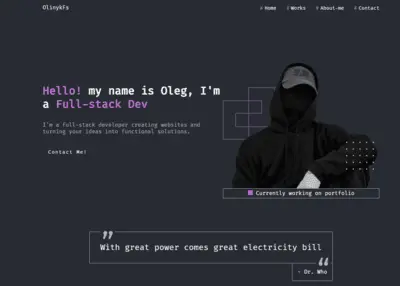 OlinykFs
# Home # Works # About-me # Contact
Hello! my name is Oleg, I'm
a Full-stack Dev
I'm a full-stack developer creating websites and
turning your ideas into functional solutions.
Contact Me!
Currently working on portfolio
With great power comes great electricity bill
- Dr. Who